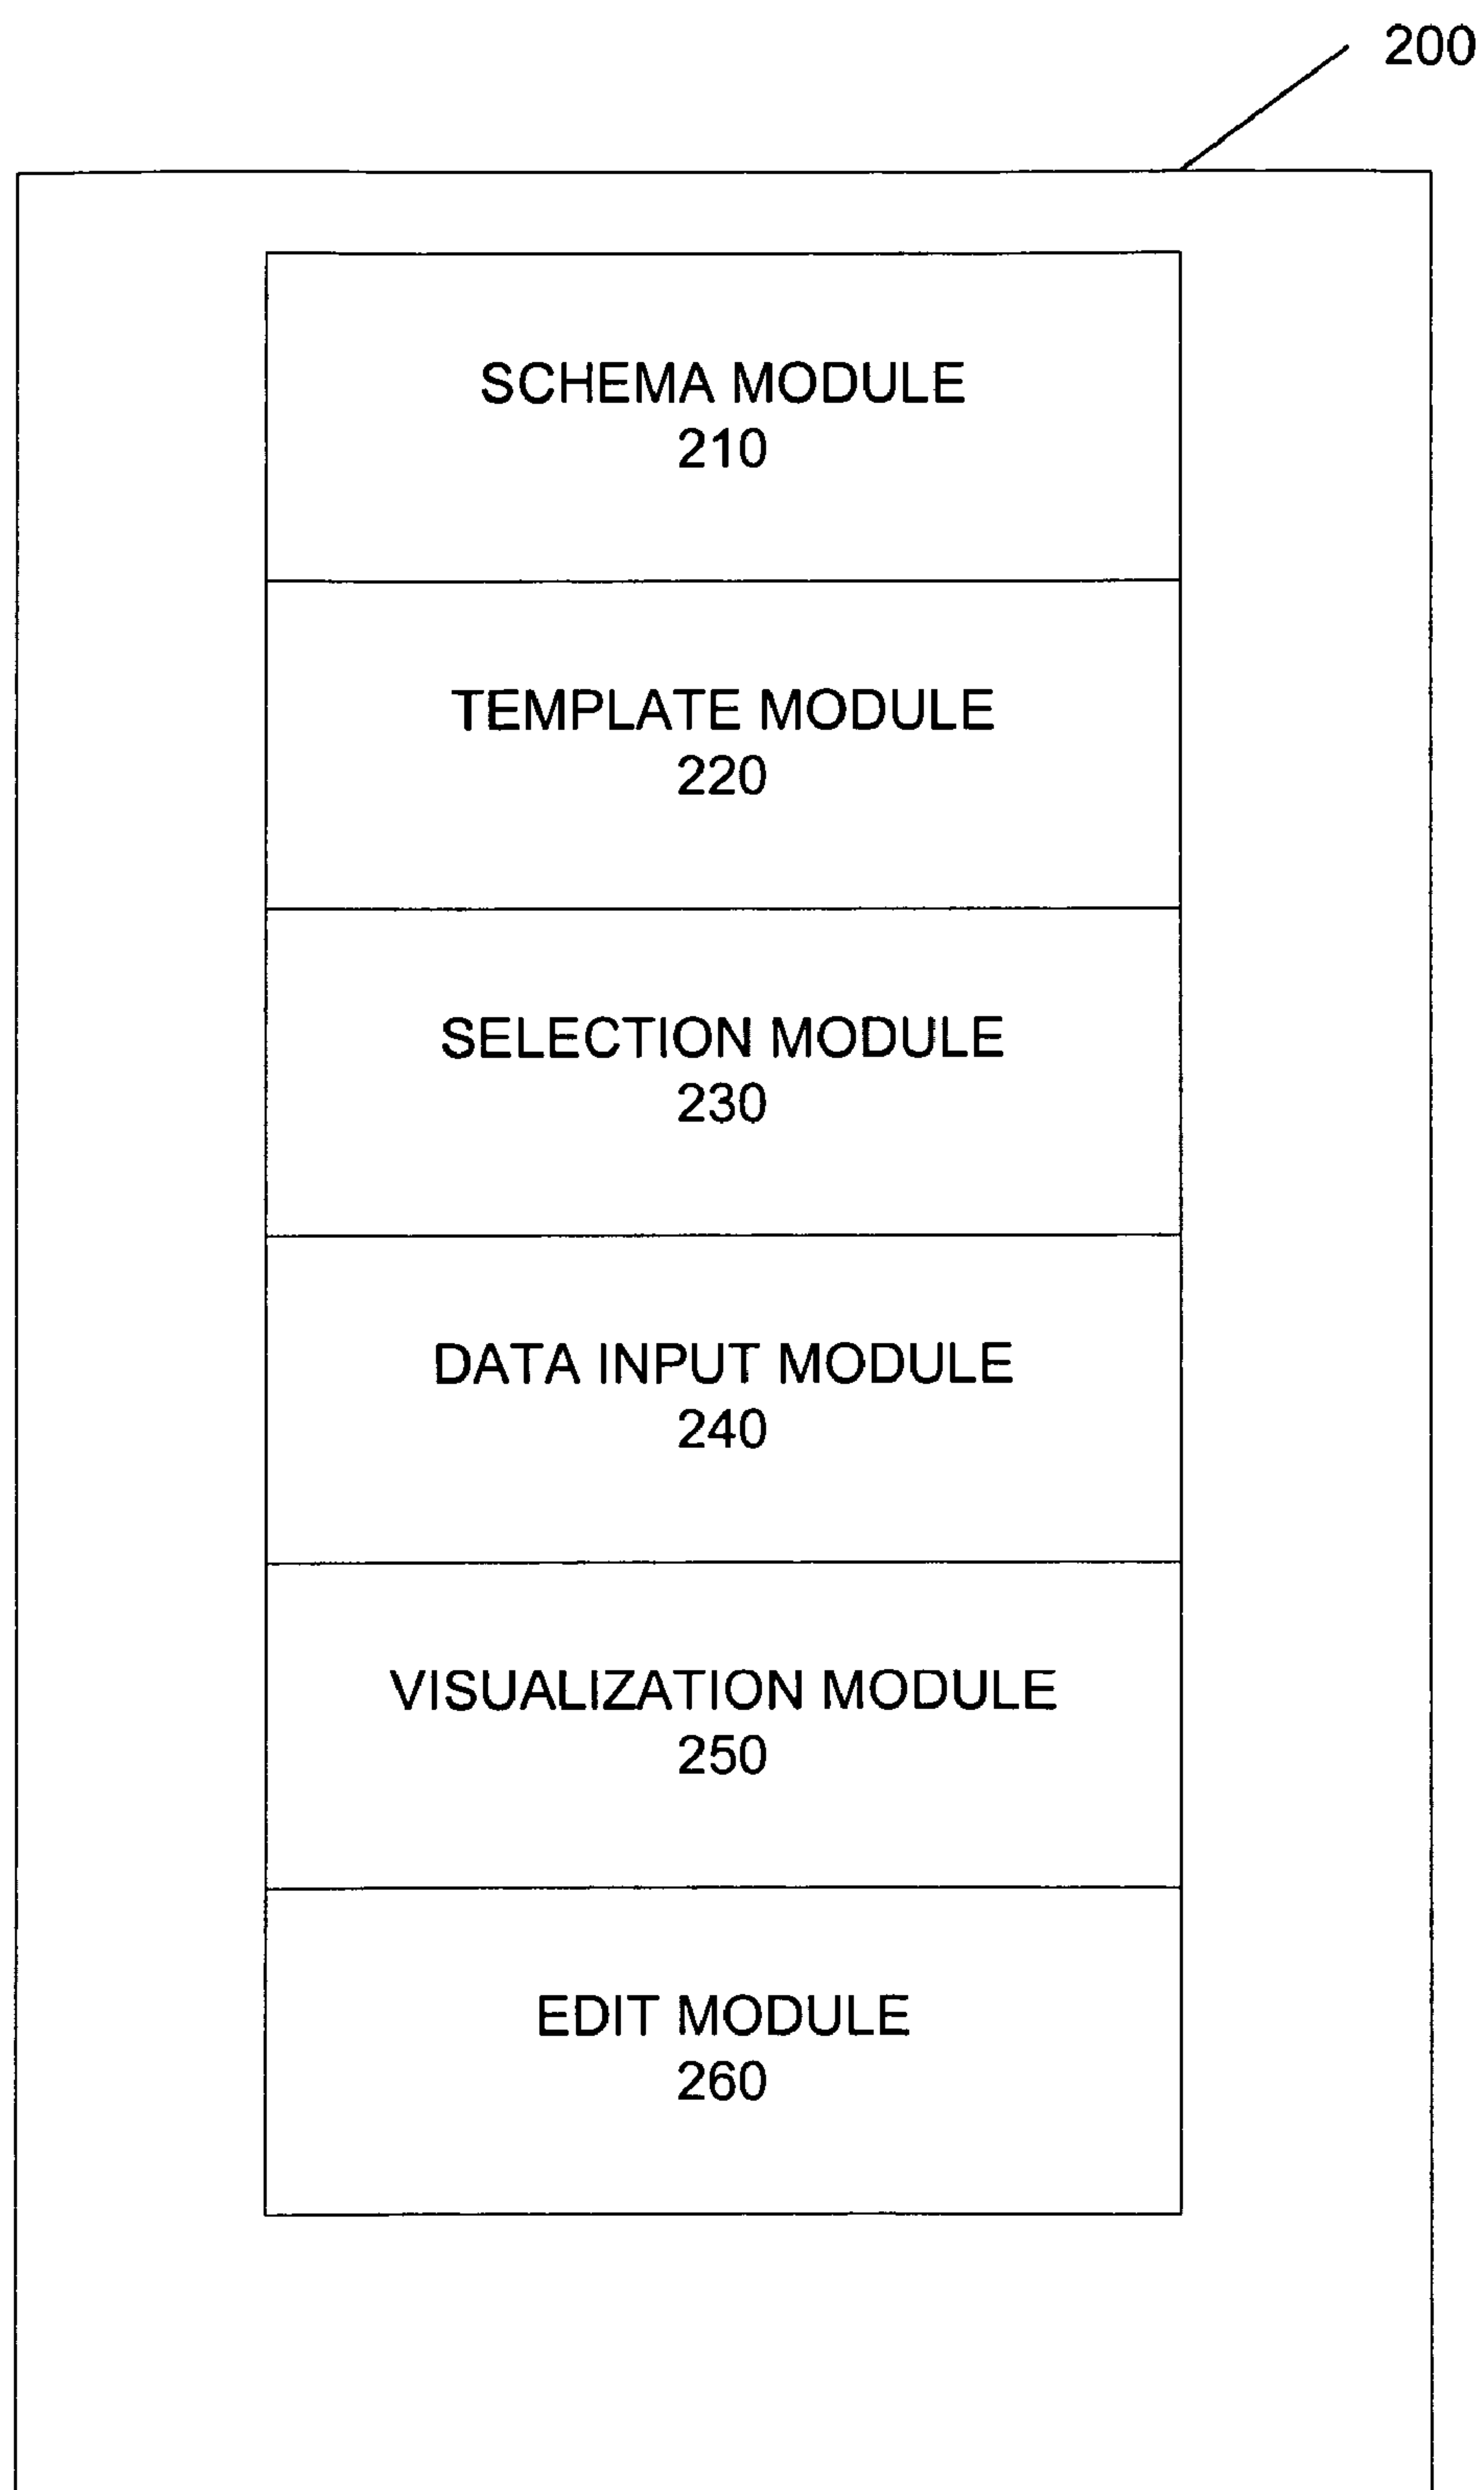 200
SCHEMA MODULE
210
TEMPLATE MODULE
220
SELECTION MODULE
230
DATA INPUT MODULE
240
VISUALIZATION MODULE
250
EDIT MODULE
260